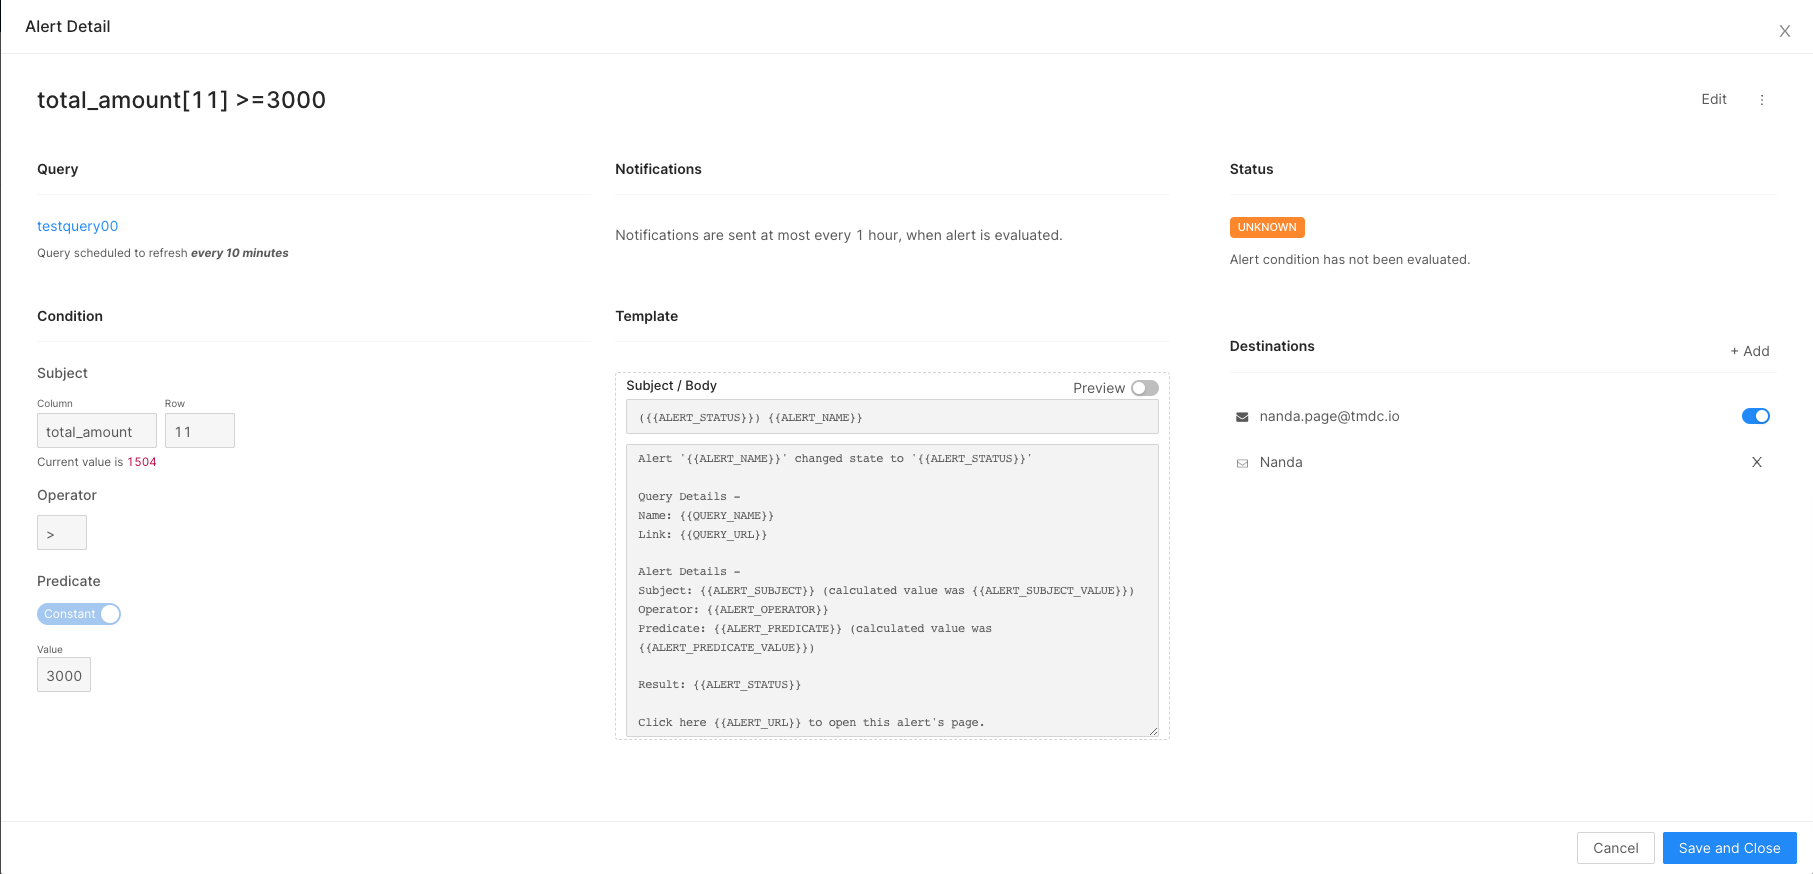 Alert Detail
X
total_amount[11] >=3000
Edit
Query
testquery00
Query scheduled to refresh every 10 minutes
Notifications
Notifications are sent at most every 1 hour, when alert is evaluated.
Status
UNKNOWN
Alert condition has not been evaluated.
Condition
Subject
Column
Row
total_amount
11
Current value is 1504
Operator
>
Predicate
Constant
Value
3000
Template
Subject / Body
Preview
({{ALERT_STATUS}}) {{ALERT_NAME}}
Alert '{{ALERT_NAME}}' changed state to '{{ALERT_STATUS}}'
Query Details –
Name: {{QUERY_NAME}}
Link: {{QUERY_URL}}
Alert Details –
Subject: {{ALERT_SUBJECT}} (calculated value was {{ALERT_SUBJECT_VALUE}})
Operator: {{ALERT_OPERATOR}}
Predicate: {{ALERT_PREDICATE}} (calculated value was
{{ALERT_PREDICATE_VALUE}})
Result: {{ALERT_STATUS}}
Click here {{ALERT_URL}} to open this alert's page.
Destinations
+ Add
nanda.page@tmdc.io
Nanda
X
Cancel
Save and Close